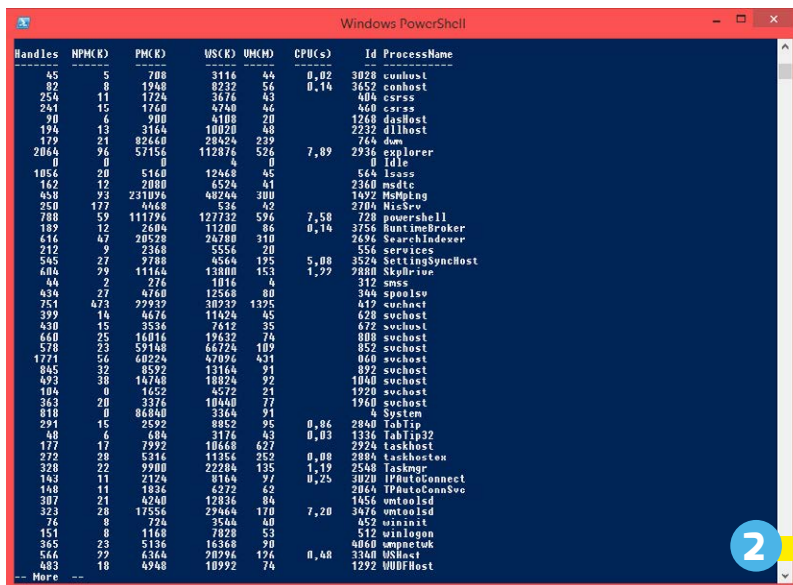 Windows PowerShell
Handles NPM(K) PM(K) WS(K) VM(M) CPU(s) Id ProcessName
------- ------ ----- ----- ----- ------ -- -----------
45 5 708 3116 44 0,02 3028 conhost
82 8 1948 8232 56 0,14 3652 conhost
254 11 1724 3676 43 404 csrss
241 15 1760 4740 46 460 csrss
90 6 900 4108 20 1268 dasHost
194 13 3164 10020 48 2232 dllhost
179 21 82660 28424 239 764 dwm
2064 96 57156 112876 526 7,89 2936 explorer
0 0 0 4 0 0 Idle
1056 20 5160 12468 45 564 lsass
162 12 2080 6524 41 2360 msdtc
458 93 231096 48244 300 1492 MsMpEng
250 177 4468 536 42 2704 NisSrv
788 59 111796 127732 596 7,58 728 powershell
189 12 2604 11200 86 0,14 3756 RuntimeBroker
616 47 20528 24780 310 2696 SearchIndexer
212 9 2368 5556 20 556 services
545 27 9788 4564 195 5,08 3524 SettingSyncHost
604 29 11164 13800 153 1,22 2880 SkyDrive
44 2 276 1016 4 312 smss
434 27 4760 12568 80 344 spoolsv
751 473 22932 30232 1325 412 svchost
399 14 4676 11424 45 628 svchost
430 15 3536 7612 35 672 svchost
660 25 16016 19632 74 808 svchost
578 23 59148 66724 109 852 svchost
1771 56 60224 47096 431 860 svchost
845 32 8592 13164 91 892 svchost
493 38 14748 18824 92 1040 svchost
104 8 1652 4572 21 1920 svchost
363 20 3376 10440 77 1960 svchost
818 0 86840 3364 91 4 System
291 15 2592 8852 95 0,86 2840 TabTip
48 6 684 3176 43 0,03 1336 TabTip32
177 17 7992 10668 627 2924 taskhost
272 28 5316 11356 252 0,08 2884 taskhostex
328 22 9900 22284 135 1,19 2548 Taskmgr
143 11 2124 8164 97 0,25 3020 TPAutoConnect
148 11 1836 6272 62 2064 TPAutoConnSvc
307 21 4240 12836 84 1456 vmtoolsd
323 28 17556 29464 170 7,20 3476 vmtoolsd
76 8 724 3544 40 452 wininit
151 8 1168 7828 53 512 winlogon
365 23 5136 16368 90 4060 wmpnetwk
566 22 6364 20296 126 0,48 3340 WSHost
483 18 4948 10992 74 1292 WUDFHost
-- More --
2